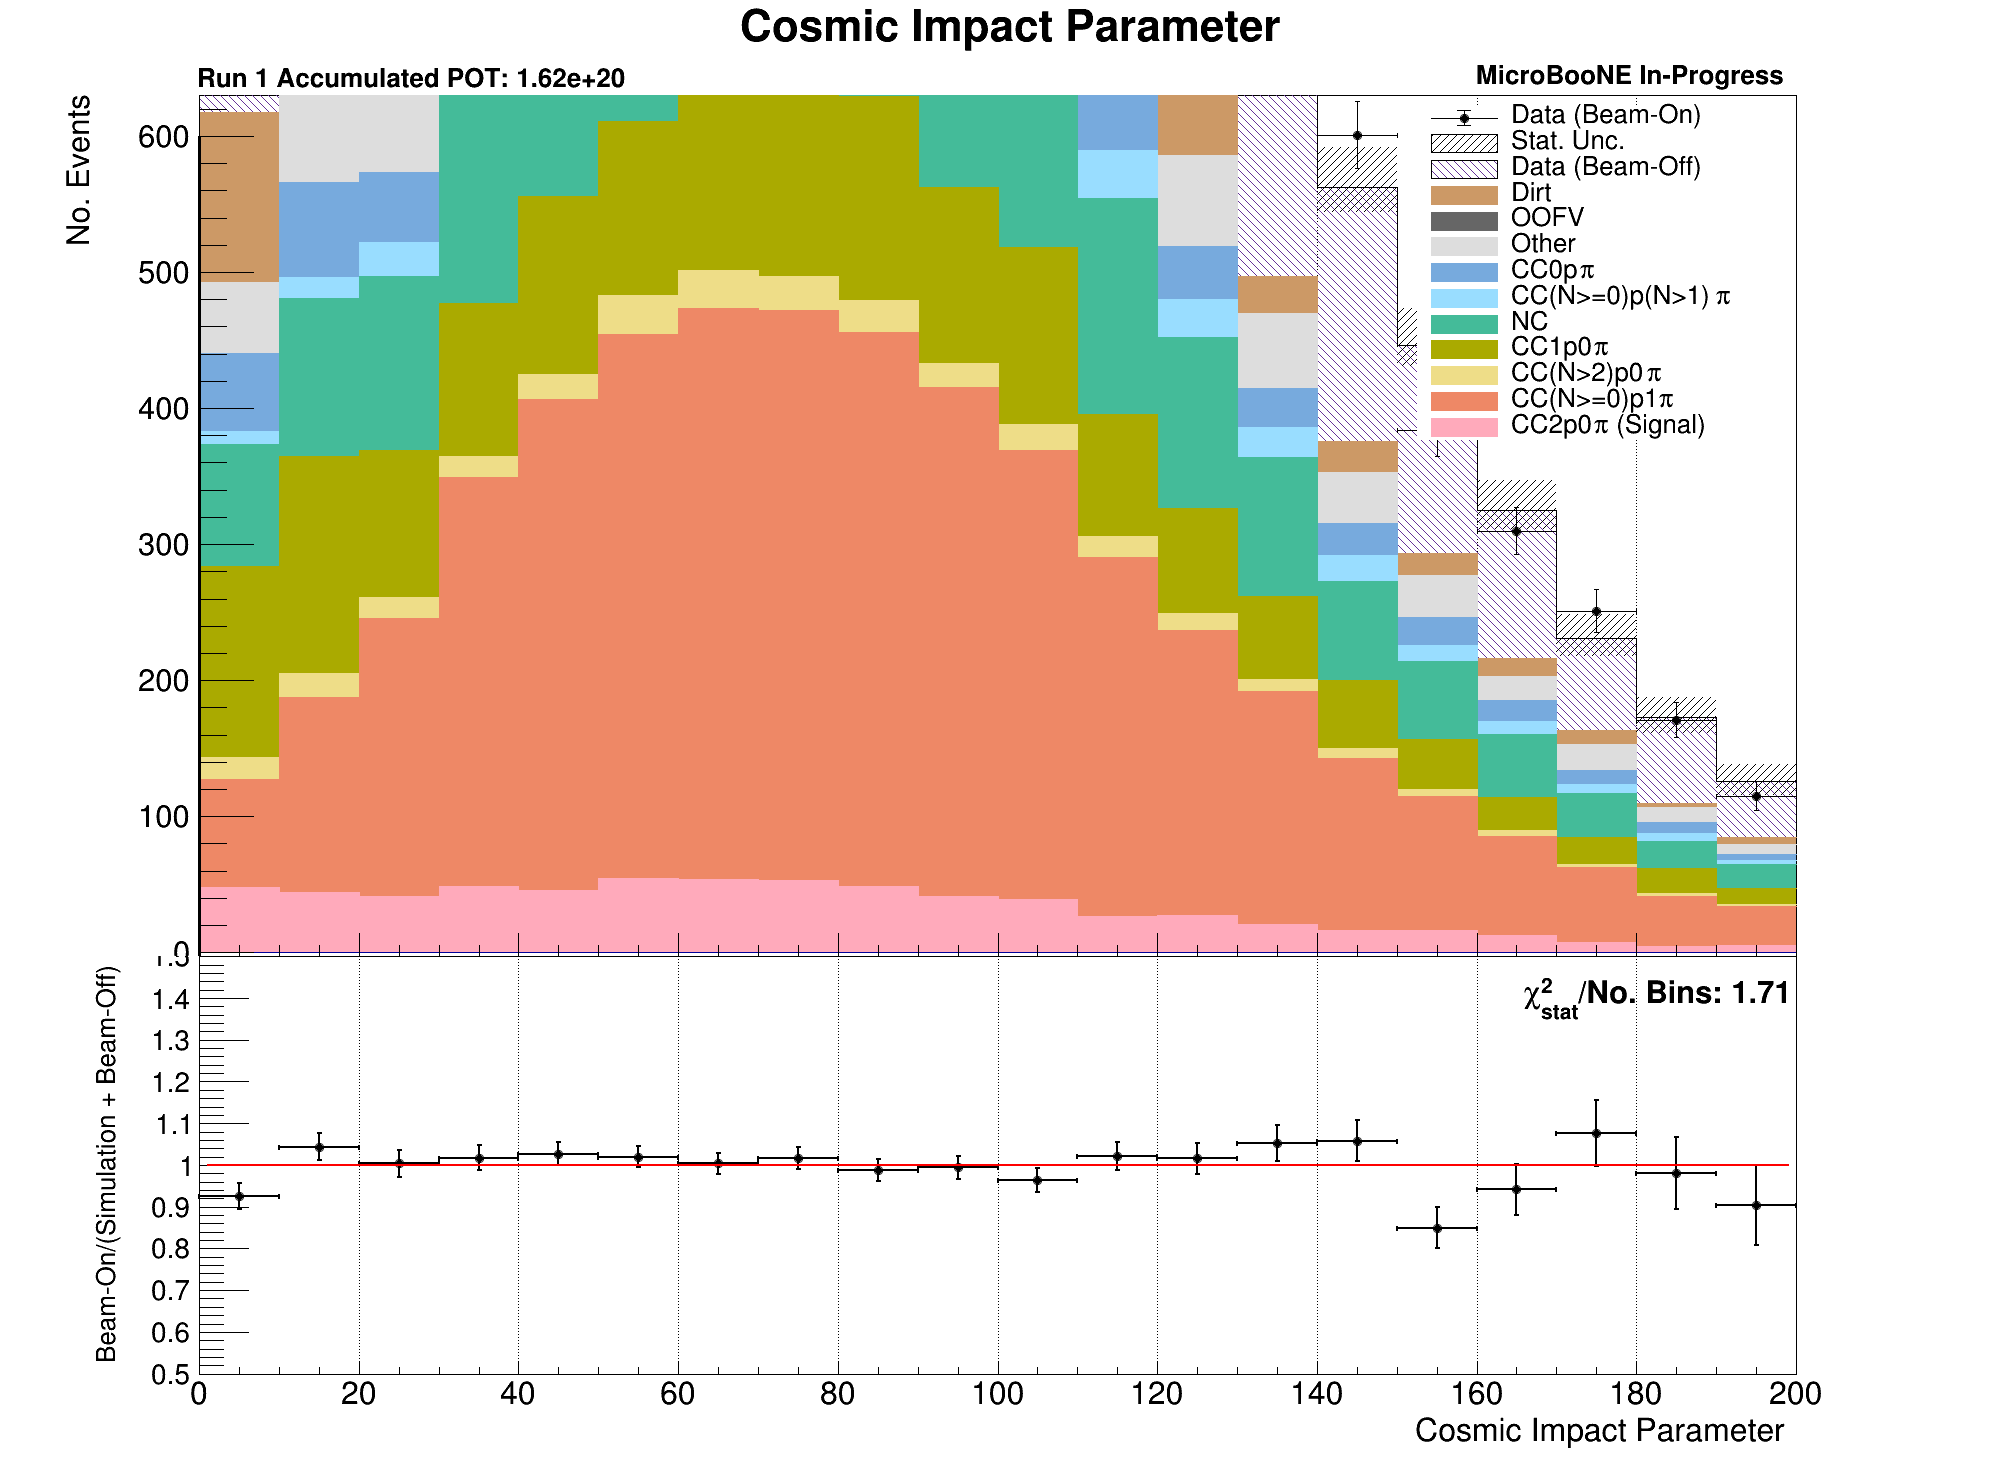 Cosmic Impact Parameter
Run 1 Accumulated POT: 1.62e+20
MicroBooNE In-Progress
No. Events
600
500
400
300
200
100
0
Data (Beam-On)
Stat. Unc.
Data (Beam-Off)
Dirt
OOFV
Other
CC0pπ
CC(N>=0)p(N>1) π
NC
CC1p0π
CC(N>2)p0π
CC(N>=0)p1π
CC2p0π (Signal)
Beam-On/(Simulation + Beam-Off)
1.5
1.4
1.3
1.2
1.1
1
0.9
0.8
0.7
0.6
0.5
χ²stat/No. Bins: 1.71
0 20 40 60 80 100 120 140 160 180 200
Cosmic Impact Parameter